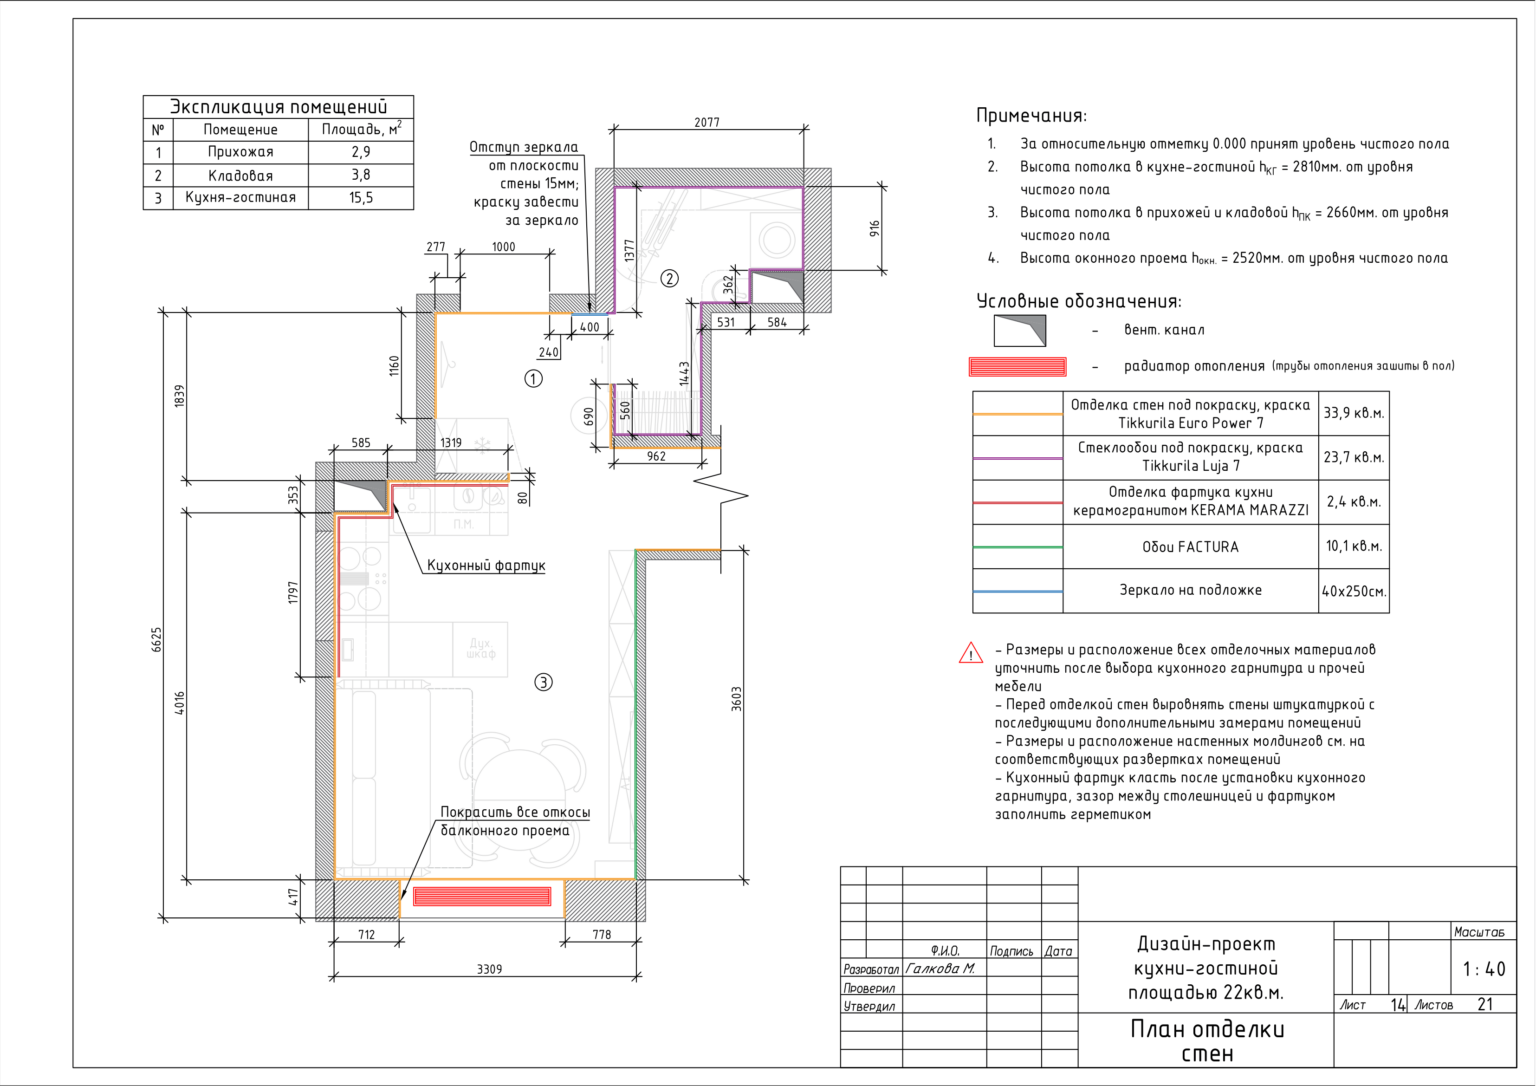 Экспликация помещений
№ Помещение Площадь, м2
1 Прихожая 2,9
2 Кладовая 3,8
3 Кухня-гостиная 15,5
Отступ зеркала
от плоскости
стены 15мм;
краску завести
за зеркало
2077
277
1000
1377
916
362
2
531
584
400
240
1
1160
1839
1443
690
560
962
585
1319
353
80
П.М.
Кухонный фартук
1797
6625
4016
Дух.
шкаф
3
3603
Покрасить все откосы
балконного проема
417
712
778
3309
Примечания:
1. За относительную отметку 0.000 принят уровень чистого пола
2. Высота потолка в кухне-гостиной hКГ = 2810мм. от уровня
чистого пола
3. Высота потолка в прихожей и кладовой hПК = 2660мм. от уровня
чистого пола
4. Высота оконного проема hокн. = 2520мм. от уровня чистого пола
Условные обозначения:
- вент. канал
- радиатор отопления (трубы отопления зашиты в пол)
Отделка стен под покраску, краска
Tikkurila Euro Power 7
33,9 кв.м.
Стеклообои под покраску, краска
Tikkurila Luja 7
23,7 кв.м.
Отделка фартука кухни
керамогранитом KERAMA MARAZZI
2,4 кв.м.
Обои FACTURA
10,1 кв.м.
Зеркало на подложке
40х250см.
!
- Размеры и расположение всех отделочных материалов
уточнить после выбора кухонного гарнитура и прочей
мебели
- Перед отделкой стен выровнять стены штукатуркой с
последующими дополнительными замерами помещений
- Размеры и расположение настенных молдингов см. на
соответствующих развертках помещений
- Кухонный фартук класть после установки кухонного
гарнитура, зазор между столешницей и фартуком
заполнить герметиком
Ф.И.О. Подпись Дата
Разработал Галкова М.
Проверил
Утвердил
Дизайн-проект
кухни-гостиной
площадью 22кв.м.
План отделки
стен
Масштаб
1 : 40
Лист 14 Листов 21